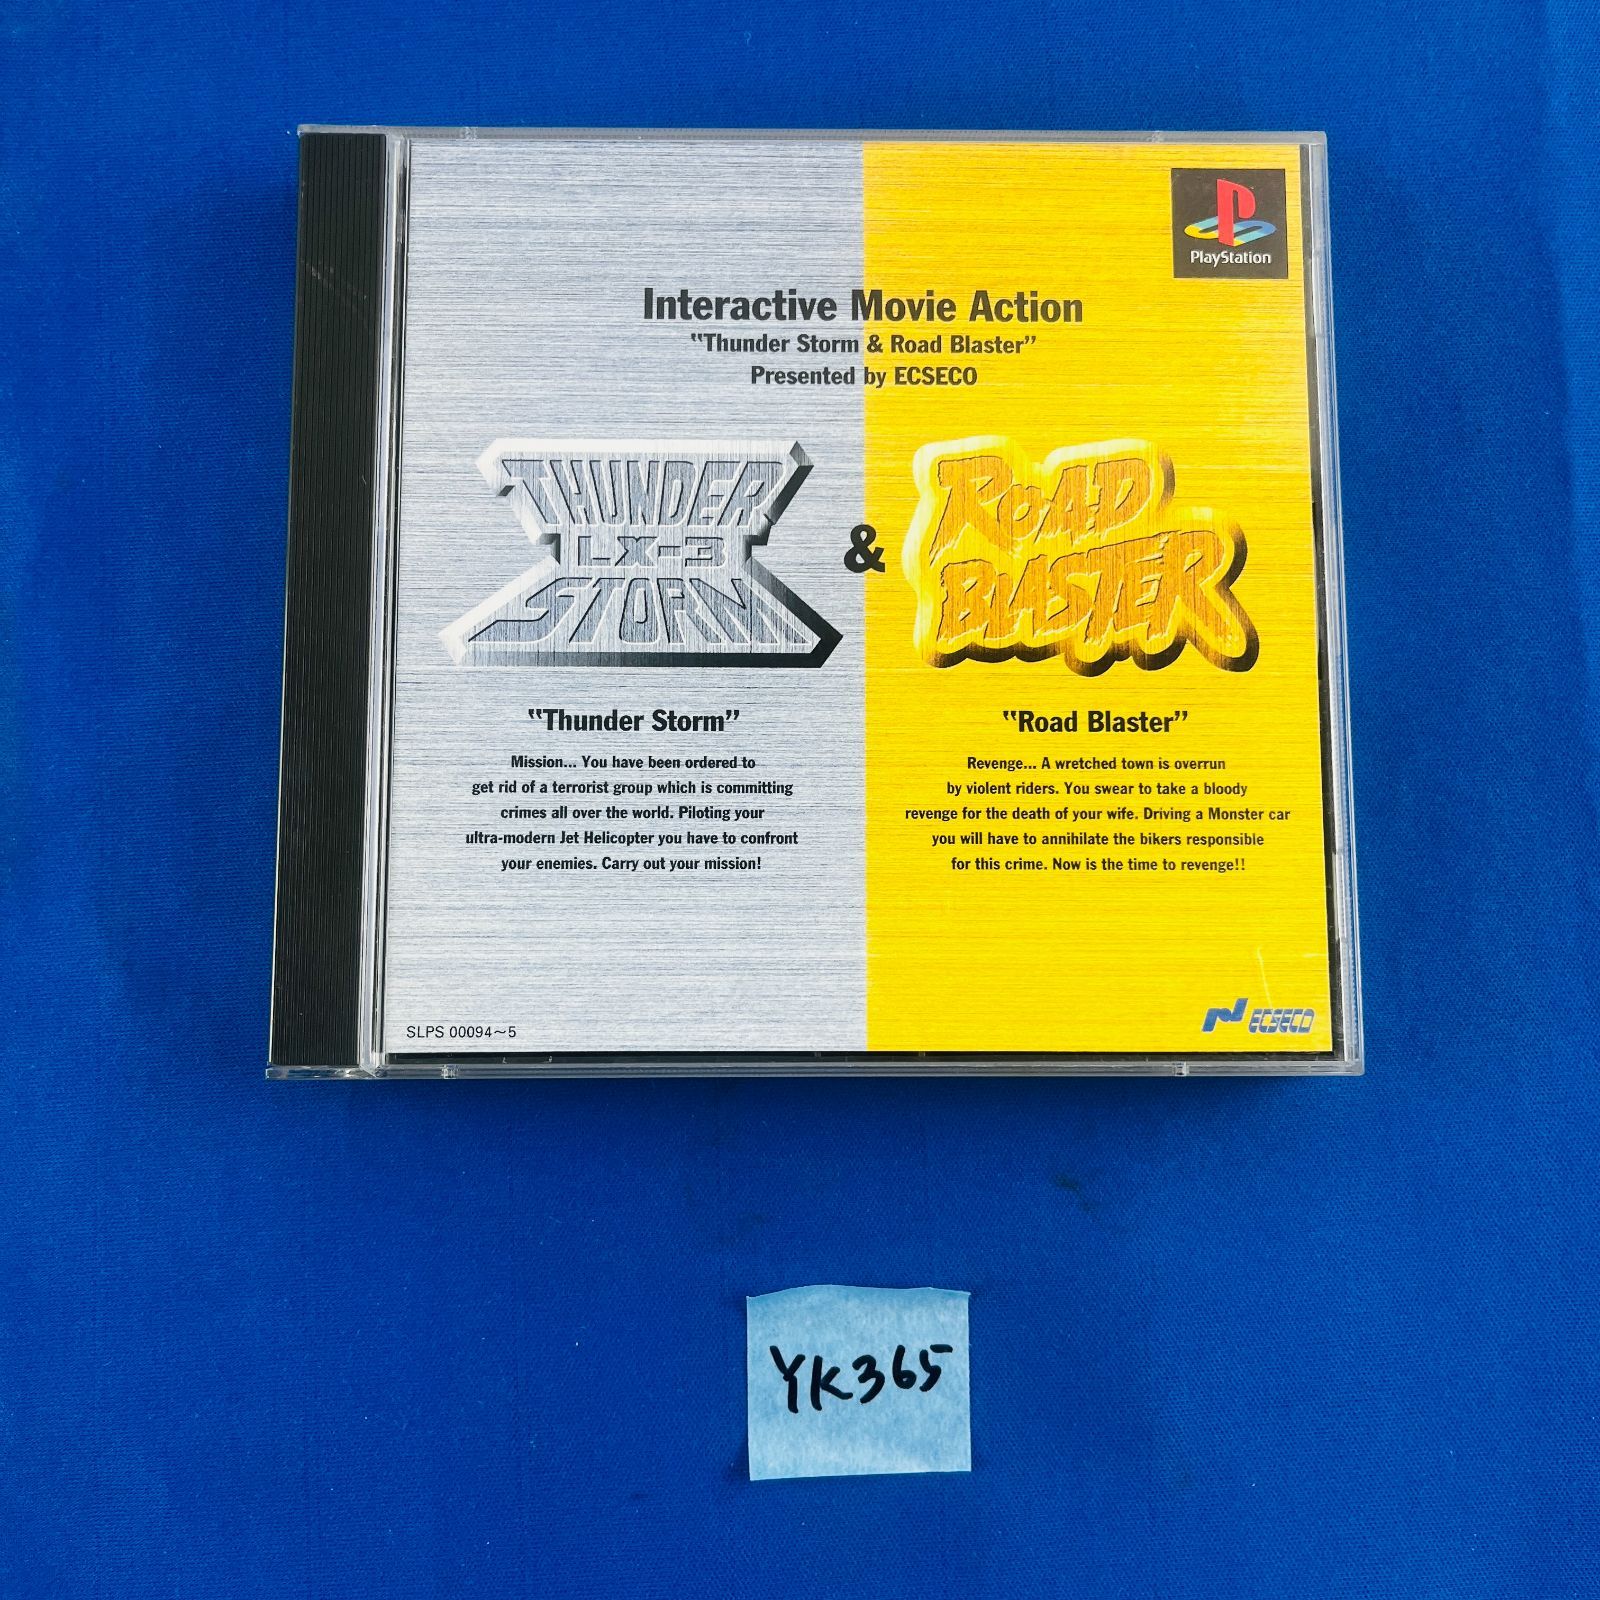 PlayStation
Interactive Movie Action
"Thunder Storm & Road Blaster"
Presented by ECSECO
THUNDER
LX-3
STORM
&
ROAD
BLASTER
"Thunder Storm"
Mission... You have been ordered to
get rid of a terrorist group which is committing
crimes all over the world. Piloting your
ultra-modern Jet Helicopter you have to confront
your enemies. Carry out your mission!
"Road Blaster"
Revenge... A wretched town is overrun
by violent riders. You swear to take a bloody
revenge for the death of your wife. Driving a Monster car
you will have to annihilate the bikers responsible
for this crime. Now is the time to revenge!!
SLPS 00094~5
ECSECO
YK365